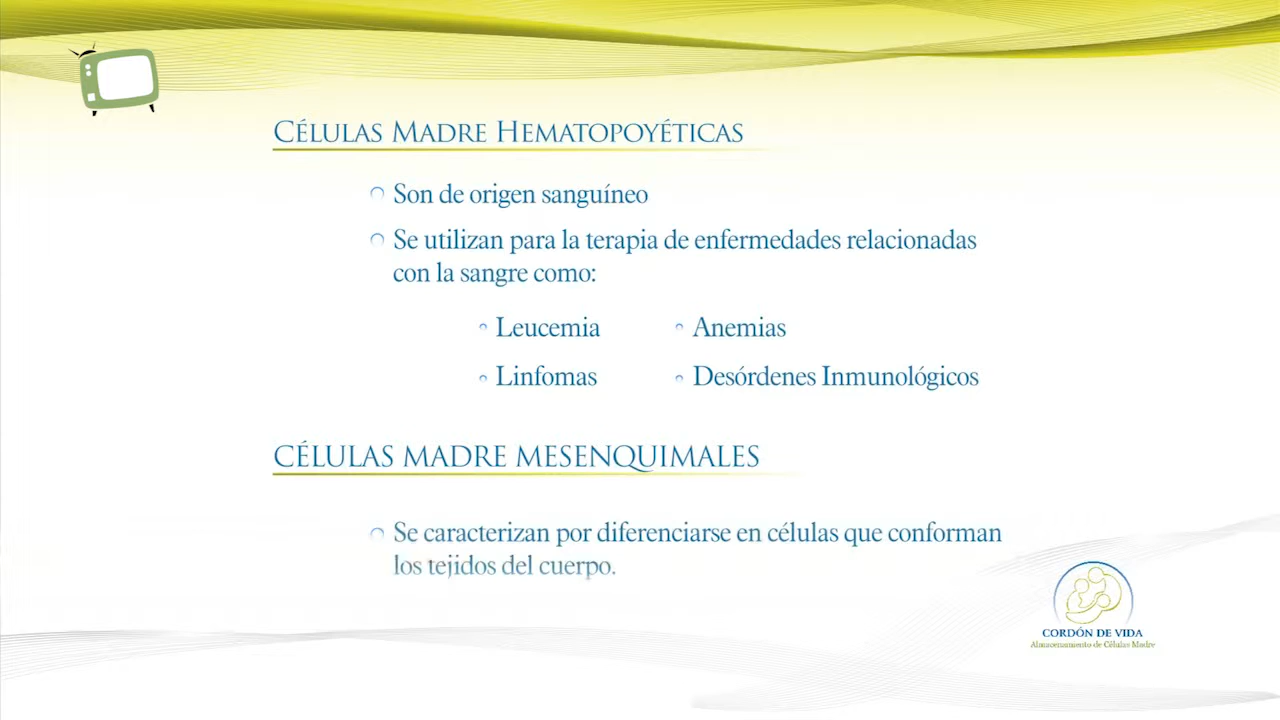 Células Madre Hematopoyéticas
Son de origen sanguíneo
Se utilizan para la terapia de enfermedades relacionadas
con la sangre como:
Leucemia
Anemias
Linfomas
Desórdenes Inmunológicos
CÉLULAS MADRE MESENQUIMALES
Se caracterizan por diferenciarse en células que conforman
los tejidos del cuerpo.
CORDÓN DE VIDA
Almacenamiento de Células Madre